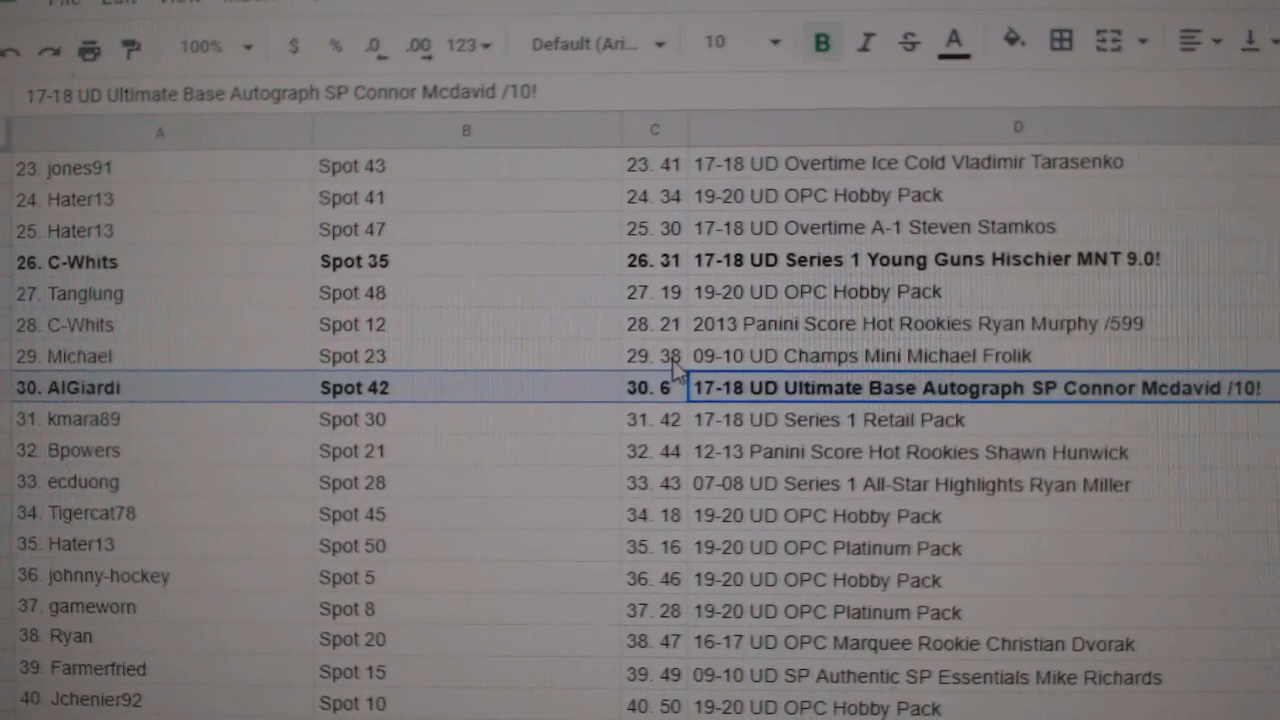 100% $ % .0 .00 123 Default (Ari... 10 B I S A
17-18 UD Ultimate Base Autograph SP Connor Mcdavid /10!
A B C D
23. jones91 Spot 43 23. 41 17-18 UD Overtime Ice Cold Vladimir Tarasenko
24. Hater13 Spot 41 24. 34 19-20 UD OPC Hobby Pack
25. Hater13 Spot 47 25. 30 17-18 UD Overtime A-1 Steven Stamkos
26. C-Whits Spot 35 26. 31 17-18 UD Series 1 Young Guns Hischier MNT 9.0!
27. Tanglung Spot 48 27. 19 19-20 UD OPC Hobby Pack
28. C-Whits Spot 12 28. 21 2013 Panini Score Hot Rookies Ryan Murphy /599
29. Michael Spot 23 29. 38 09-10 UD Champs Mini Michael Frolik
30. AlGiardi Spot 42 30. 6 17-18 UD Ultimate Base Autograph SP Connor Mcdavid /10!
31. kmara89 Spot 30 31. 42 17-18 UD Series 1 Retail Pack
32. Bpowers Spot 21 32. 44 12-13 Panini Score Hot Rookies Shawn Hunwick
33. ecduong Spot 28 33. 43 07-08 UD Series 1 All-Star Highlights Ryan Miller
34. Tigercat78 Spot 45 34. 18 19-20 UD OPC Hobby Pack
35. Hater13 Spot 50 35. 16 19-20 UD OPC Platinum Pack
36. johnny-hockey Spot 5 36. 46 19-20 UD OPC Hobby Pack
37. gameworn Spot 8 37. 28 19-20 UD OPC Platinum Pack
38. Ryan Spot 20 38. 47 16-17 UD OPC Marquee Rookie Christian Dvorak
39. Farmerfried Spot 15 39. 49 09-10 UD SP Authentic SP Essentials Mike Richards
40. Jchenier92 Spot 10 40. 50 19-20 UD OPC Hobby Pack